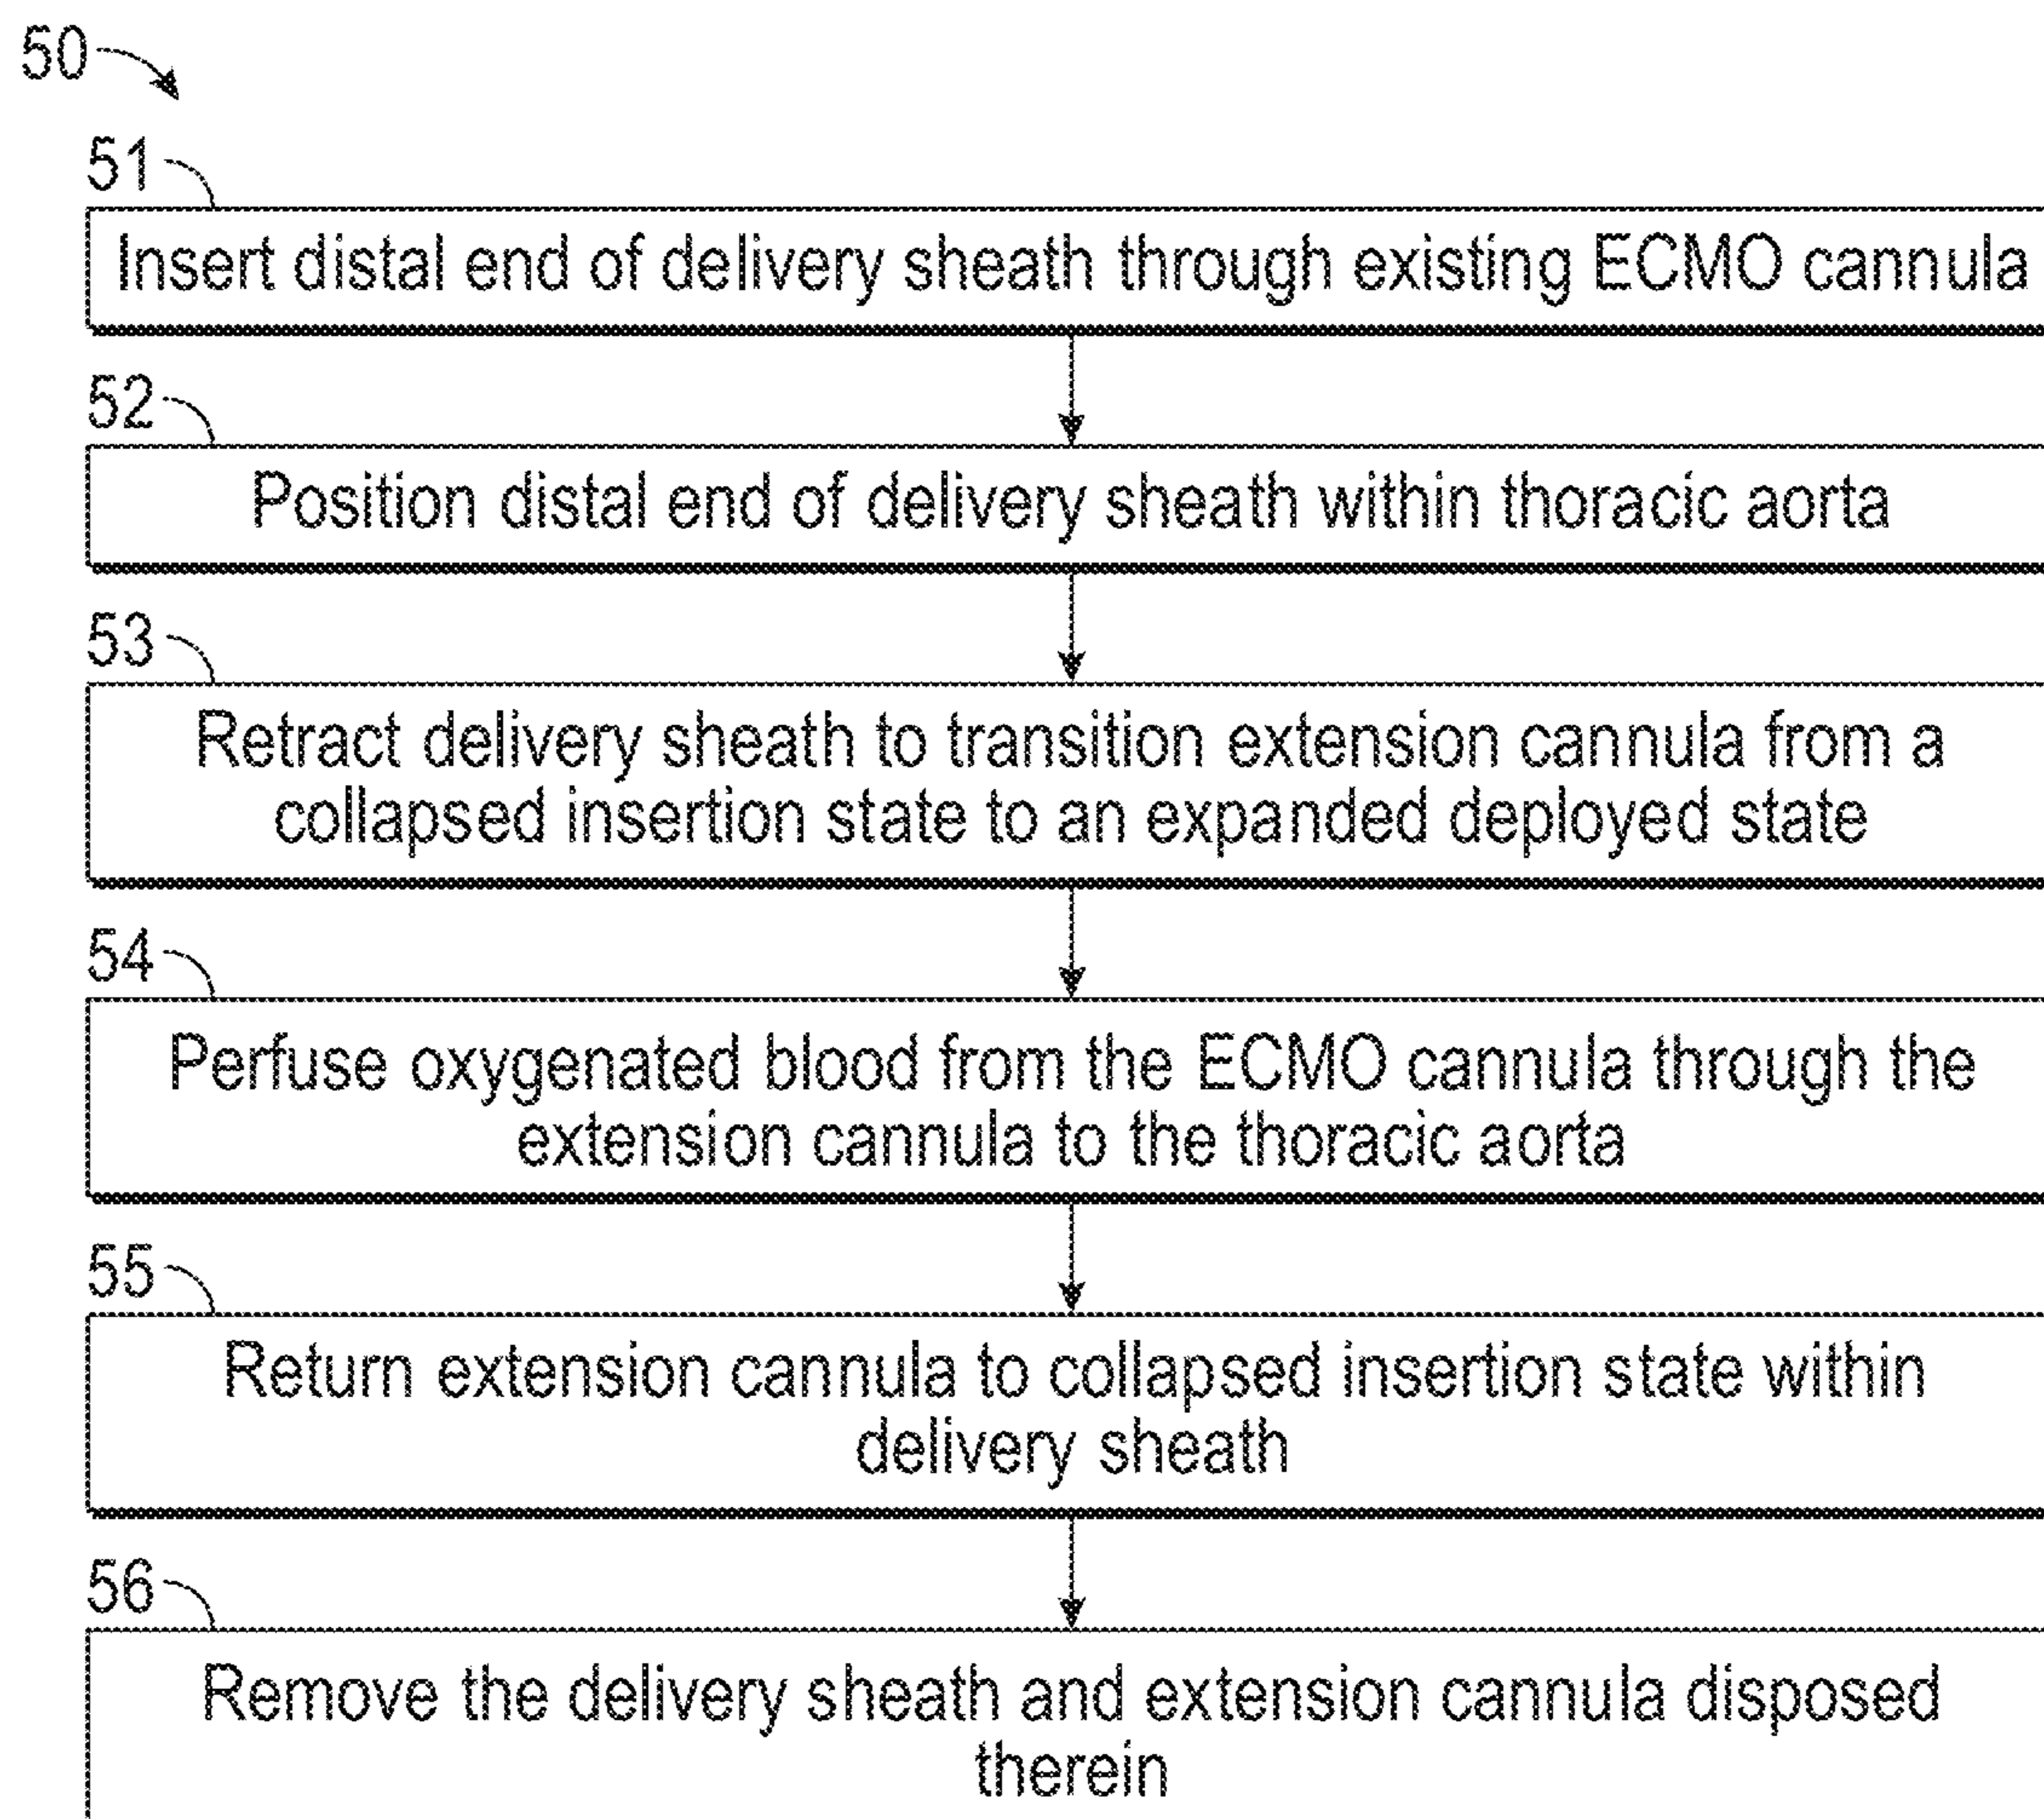 50
51
Insert distal end of delivery sheath through existing ECMO cannula
52
Position distal end of delivery sheath within thoracic aorta
53
Retract delivery sheath to transition extension cannula from a
collapsed insertion state to an expanded deployed state
54
Perfuse oxygenated blood from the ECMO cannula through the
extension cannula to the thoracic aorta
55
Return extension cannula to collapsed insertion state within
delivery sheath
56
Remove the delivery sheath and extension cannula disposed
therein